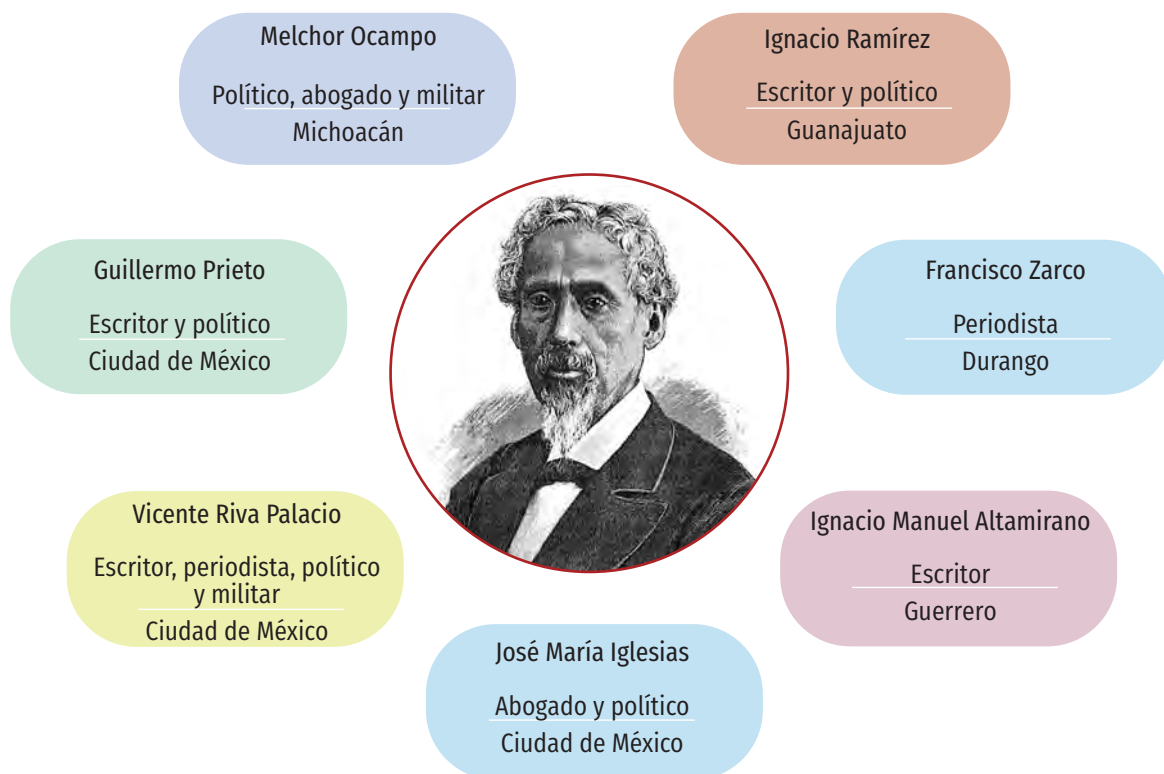 Melchor Ocampo
Político, abogado y militar
Michoacán
Ignacio Ramírez
Escritor y político
Guanajuato
Guillermo Prieto
Escritor y político
Ciudad de México
Francisco Zarco
Periodista
Durango
Vicente Riva Palacio
Escritor, periodista, político
y militar
Ciudad de México
Ignacio Manuel Altamirano
Escritor
Guerrero
José María Iglesias
Abogado y político
Ciudad de México